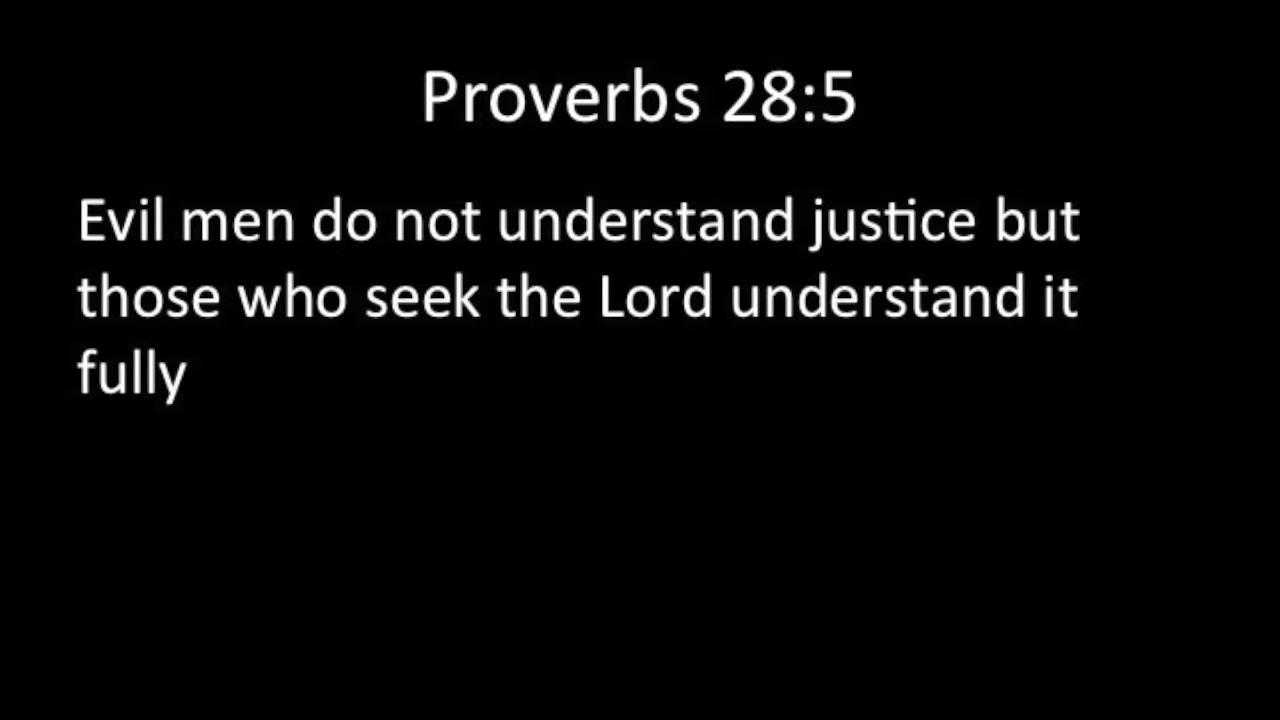 Proverbs 28:5
Evil men do not understand justice but
those who seek the Lord understand it
fully